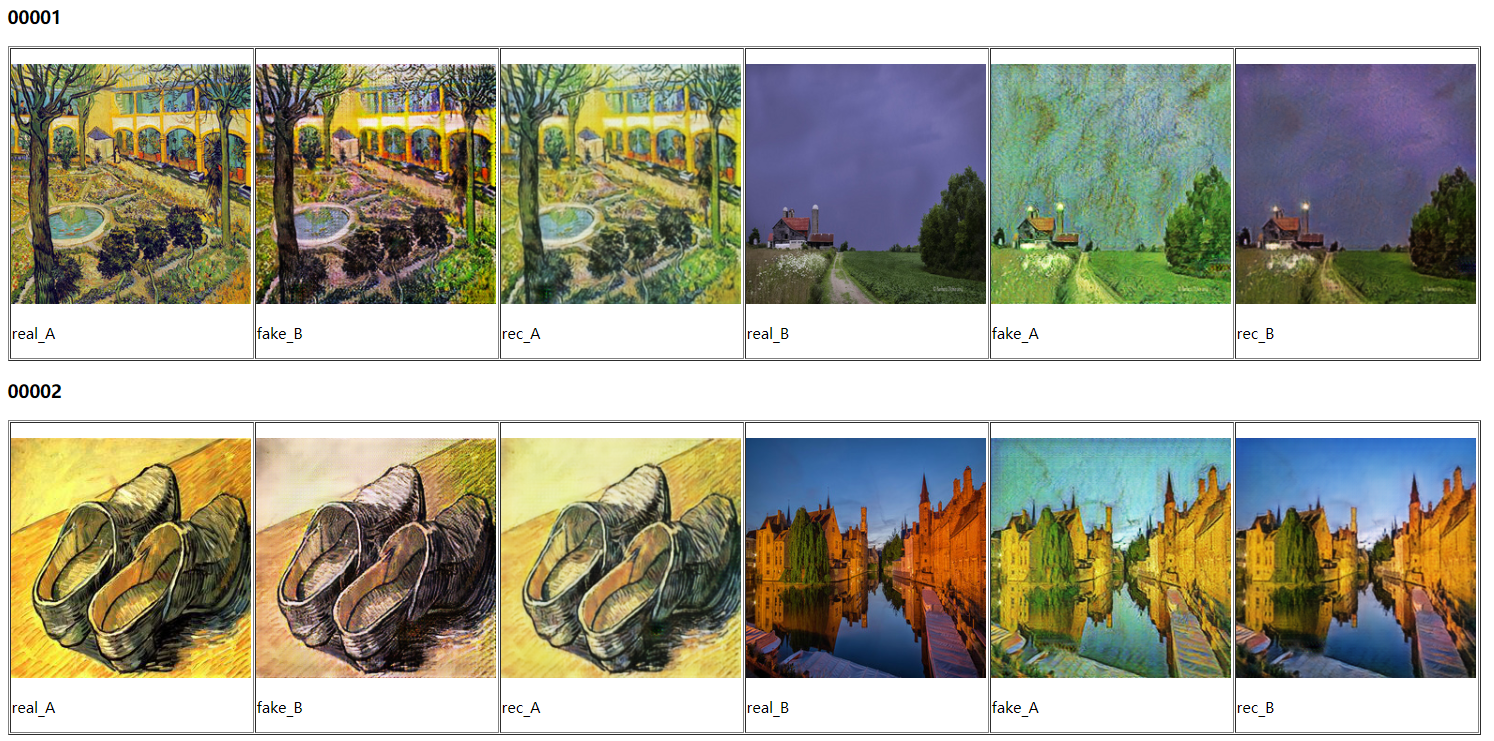 00001
real_A
fake_B
rec_A
real_B
fake_A
rec_B
00002
real_A
fake_B
rec_A
real_B
fake_A
rec_B